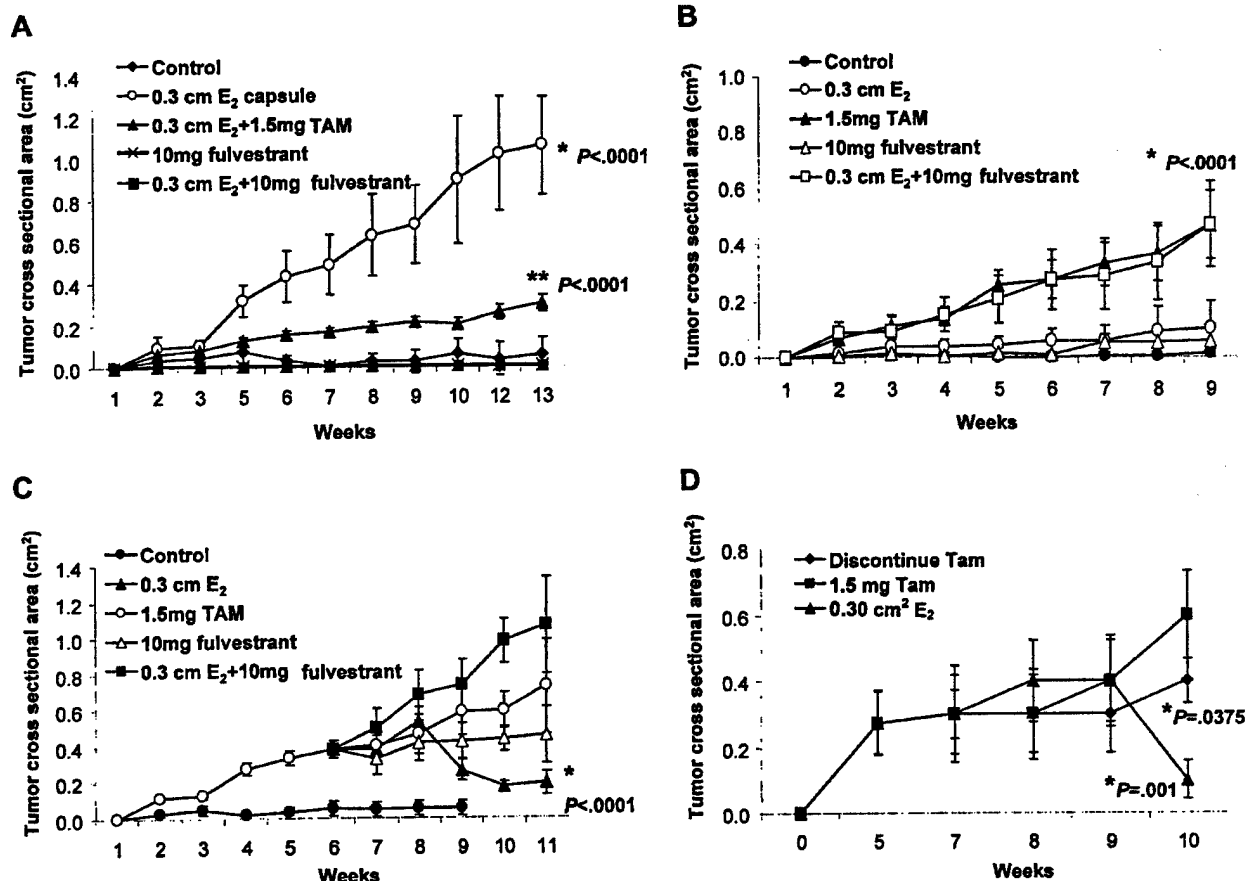 A
Tumor cross sectional area (cm²)
1.4
1.2
1.0
0.8
0.6
0.4
0.2
0.0
Control
0.3 cm E₂ capsule
0.3 cm E₂+1.5mg TAM
10mg fulvestrant
0.3 cm E₂+10mg fulvestrant
* P<.0001
** P<.0001
1 2 3 5 6 7 8 9 10 12 13
Weeks
B
Tumor cross sectional area (cm²)
1.0
0.8
0.6
0.4
0.2
0.0
Control
0.3 cm E₂
1.5mg TAM
10mg fulvestrant
0.3 cm E₂+10mg fulvestrant
* P<.0001
1 2 3 4 5 6 7 8 9
Weeks
C
Tumor cross sectional area (cm²)
1.4
1.2
1.0
0.8
0.6
0.4
0.2
0.0
Control
0.3 cm E₂
1.5mg TAM
10mg fulvestrant
0.3 cm E₂+10mg fulvestrant
*
P<.0001
1 2 3 4 5 6 7 8 9 10 11
Weeks
D
Tumor cross sectional area (cm²)
0.8
0.6
0.4
0.2
0.0
Discontinue Tam
1.5 mg Tam
0.30 cm² E₂
* P=.0375
* P=.001
0 5 7 8 9 10
Weeks